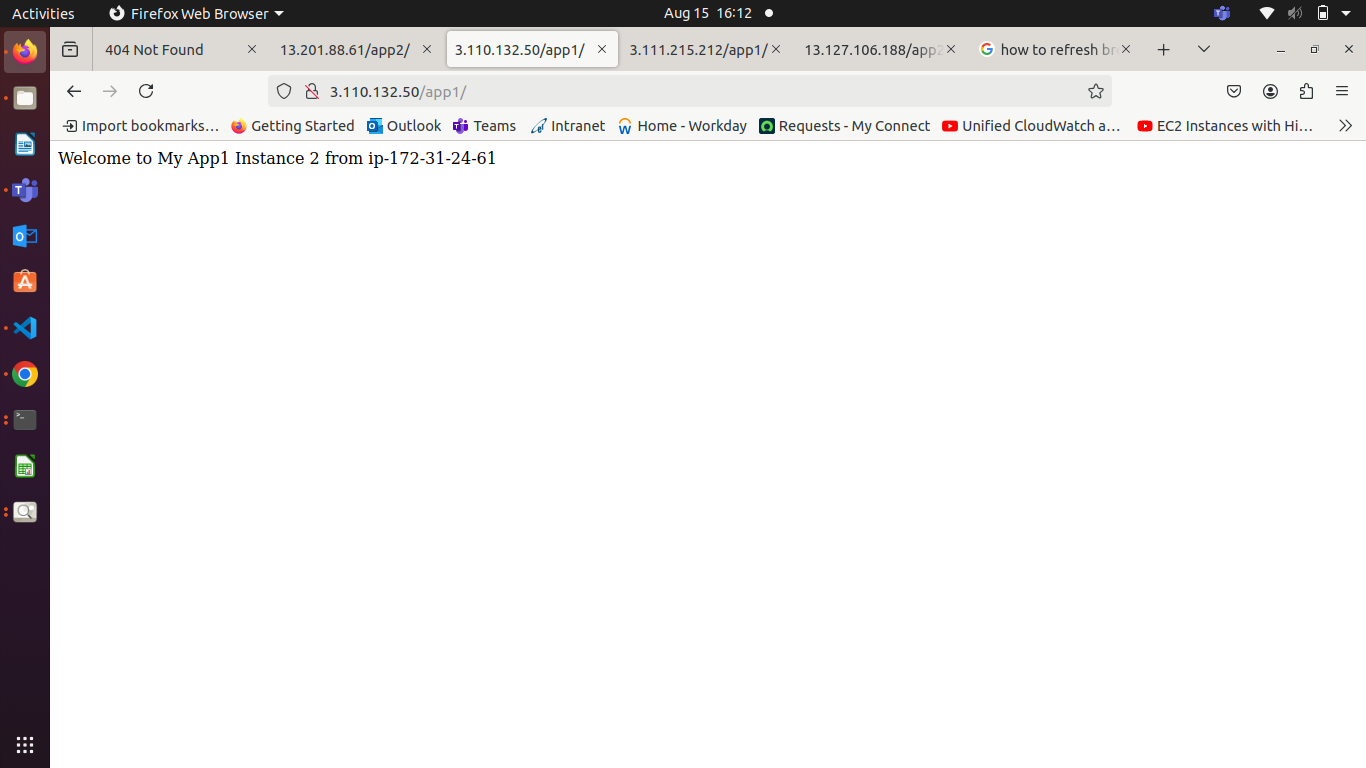 Activities Firefox Web Browser Aug 15 16:12
404 Not Found 13.201.88.61/app2/ 3.110.132.50/app1/ 3.111.215.212/app1/ 13.127.106.188/app2 how to refresh br
3.110.132.50/app1/
Import bookmarks... Getting Started Outlook Teams Intranet Home - Workday Requests - My Connect Unified CloudWatch a... EC2 Instances with Hi...
Welcome to My App1 Instance 2 from ip-172-31-24-61